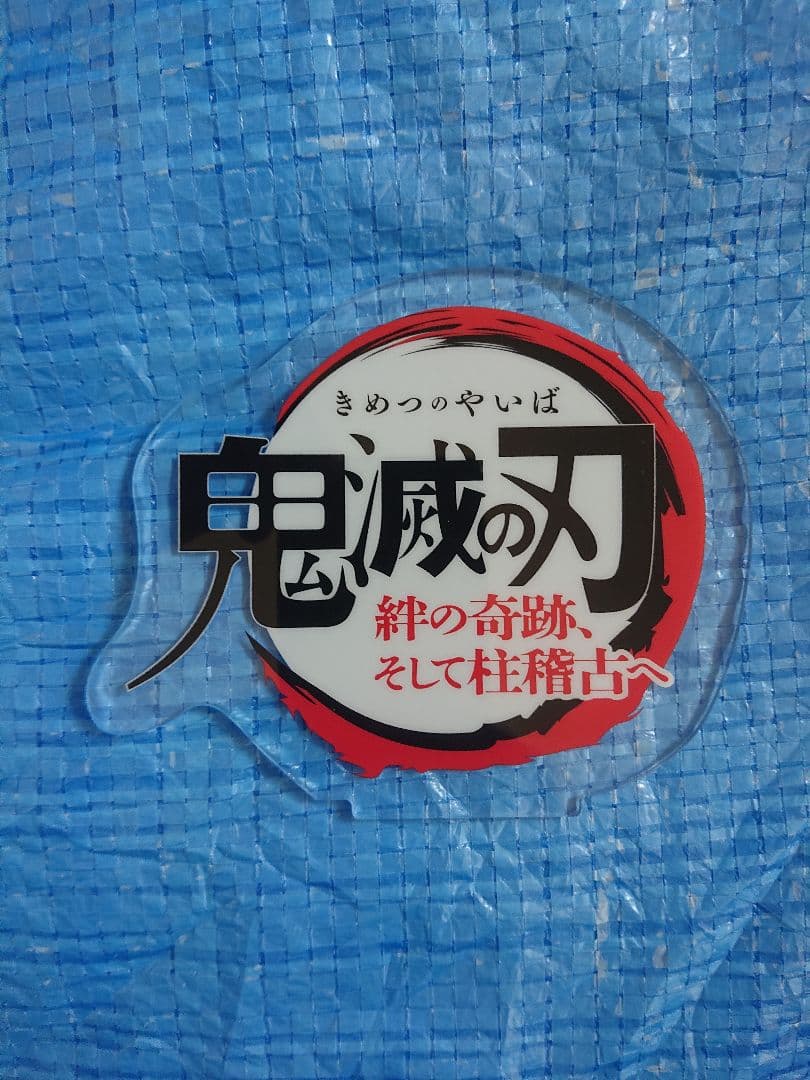 きめつのやいば
鬼滅の刃
絆の奇跡、
そして柱稽古へ